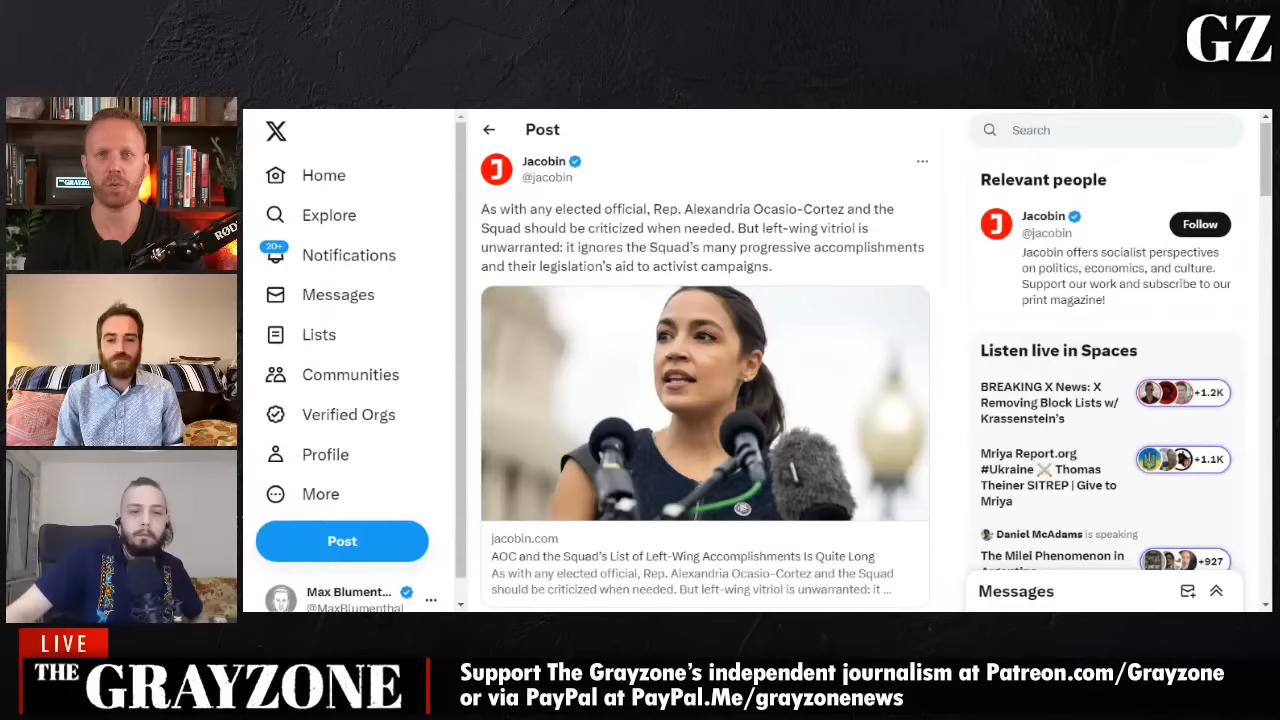 GZ
THE GRAYZONE
RØDE
X
Home
Explore
20+
Notifications
Messages
Lists
Communities
Verified Orgs
Profile
More
Post
Max Blument...
@MaxBlumenthal
Post
Jacobin
@jacobin
As with any elected official, Rep. Alexandria Ocasio-Cortez and the
Squad should be criticized when needed. But left-wing vitriol is
unwarranted: it ignores the Squad's many progressive accomplishments
and their legislation's aid to activist campaigns.
jacobin.com
AOC and the Squad's List of Left-Wing Accomplishments Is Quite Long
As with any elected official, Rep. Alexandria Ocasio-Cortez and the Squad
should be criticized when needed. But left-wing vitriol is unwarranted: it ...
Search
Relevant people
Jacobin
@jacobin
Follow
Jacobin offers socialist perspectives
on politics, economics, and culture.
Support our work and subscribe to our
print magazine!
Listen live in Spaces
BREAKING X News: X
Removing Block Lists w/
Krassenstein's
+1.2K
Mriya Report.org
#Ukraine ⚔️ Thomas
Theiner SITREP | Give to
Mriya
+1.1K
Daniel McAdams is speaking
The Milei Phenomenon in
Argentina
+927
Messages
LIVE
THE GRAYZONE
Support The Grayzone's independent journalism at Patreon.com/Grayzone
or via PayPal at PayPal.Me/grayzonenews